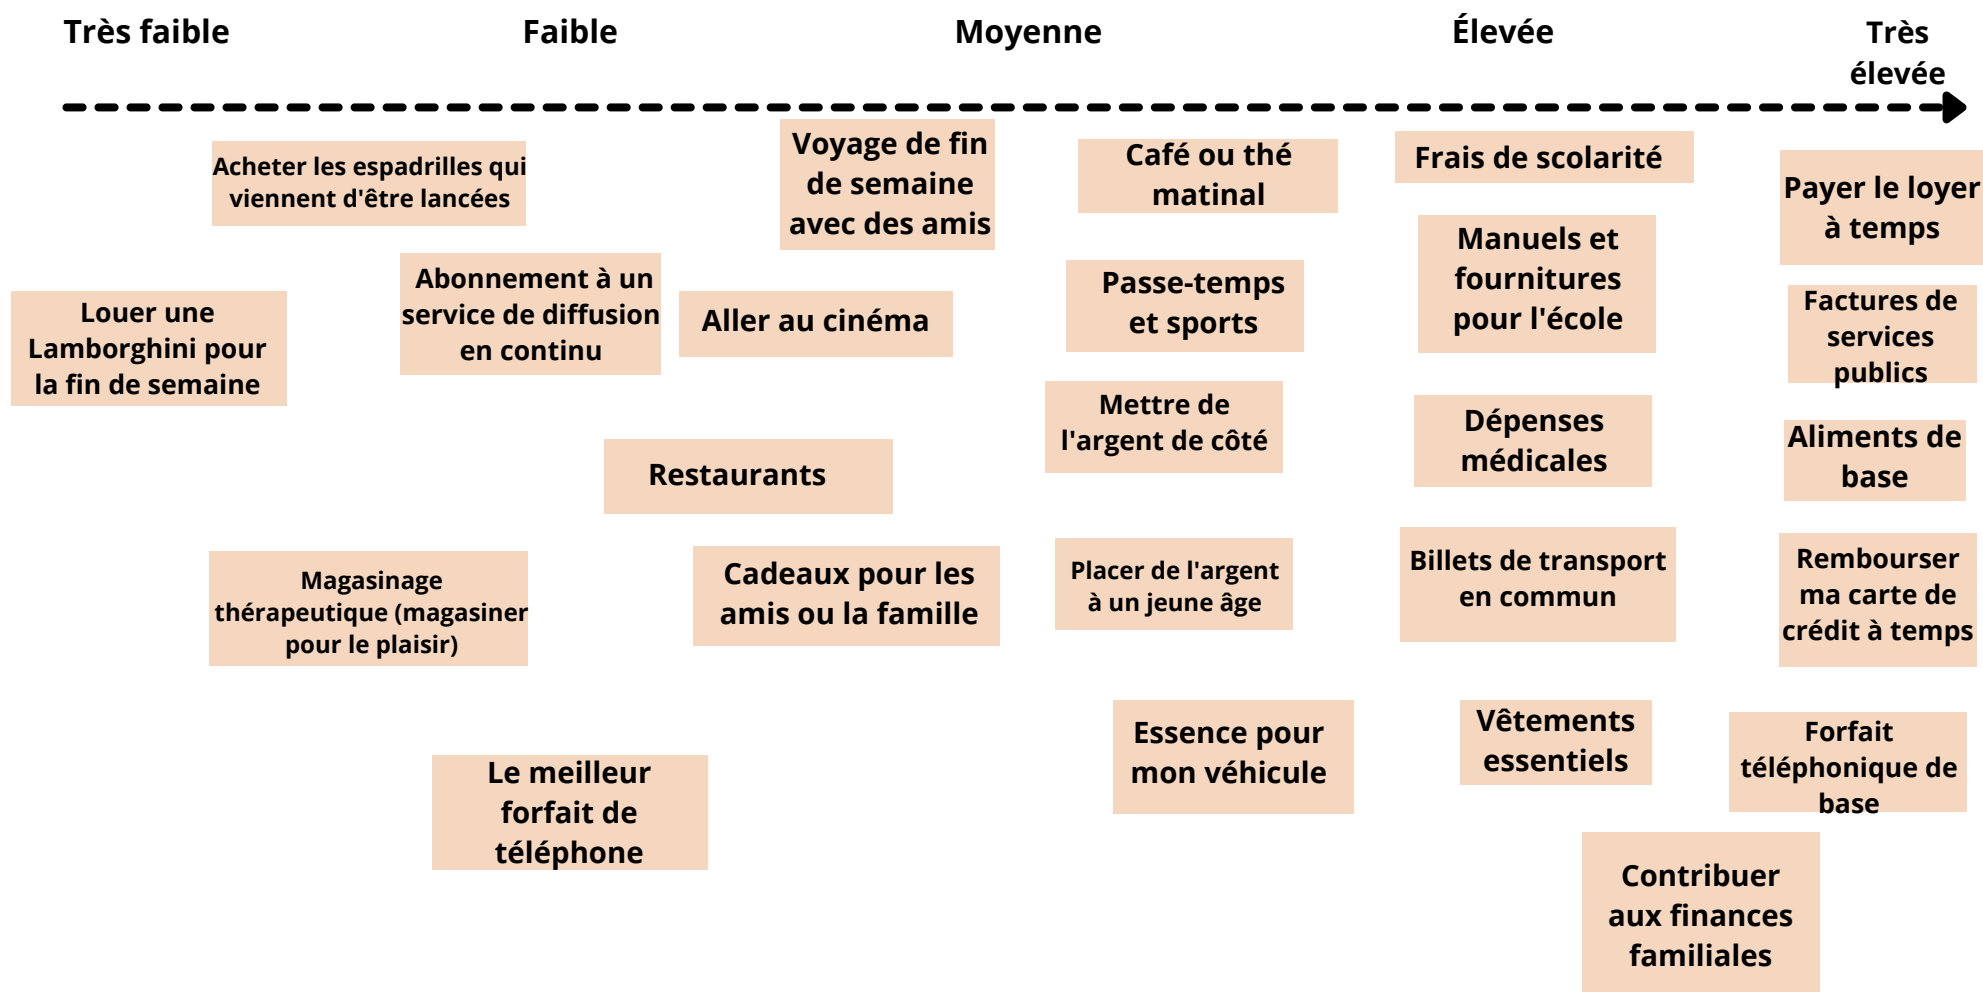 Très faible
Faible
Moyenne
Élevée
Très
élevée
Acheter les espadrilles qui
viennent d'être lancées
Voyage de fin
de semaine
avec des amis
Café ou thé
matinal
Frais de scolarité
Payer le loyer
à temps
Louer une
Lamborghini pour
la fin de semaine
Abonnement à un
service de diffusion
en continu
Aller au cinéma
Passe-temps
et sports
Manuels et
fournitures
pour l'école
Factures de
services
publics
Restaurants
Mettre de
l'argent de côté
Dépenses
médicales
Aliments de
base
Magasinage
thérapeutique (magasiner
pour le plaisir)
Cadeaux pour les
amis ou la famille
Placer de l'argent
à un jeune âge
Billets de transport
en commun
Rembourser
ma carte de
crédit à temps
Le meilleur
forfait de
téléphone
Essence pour
mon véhicule
Vêtements
essentiels
Forfait
téléphonique de
base
Contribuer
aux finances
familiales